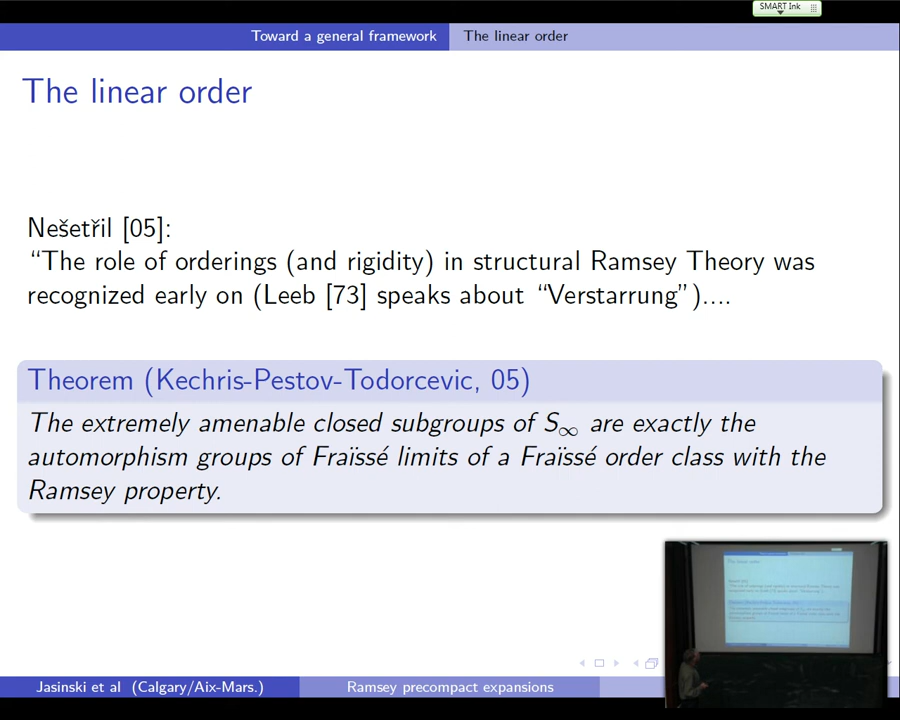 SMART Ink
Toward a general framework The linear order
The linear order
Nešetřil [05]:
“The role of orderings (and rigidity) in structural Ramsey Theory was
recognized early on (Leeb [73] speaks about “Verstarrung”)....
Theorem (Kechris-Pestov-Todorcevic, 05)
The extremely amenable closed subgroups of S∞ are exactly the
automorphism groups of Fraïssé limits of a Fraïssé order class with the
Ramsey property.
Jasinski et al (Calgary/Aix-Mars.) Ramsey precompact expansions